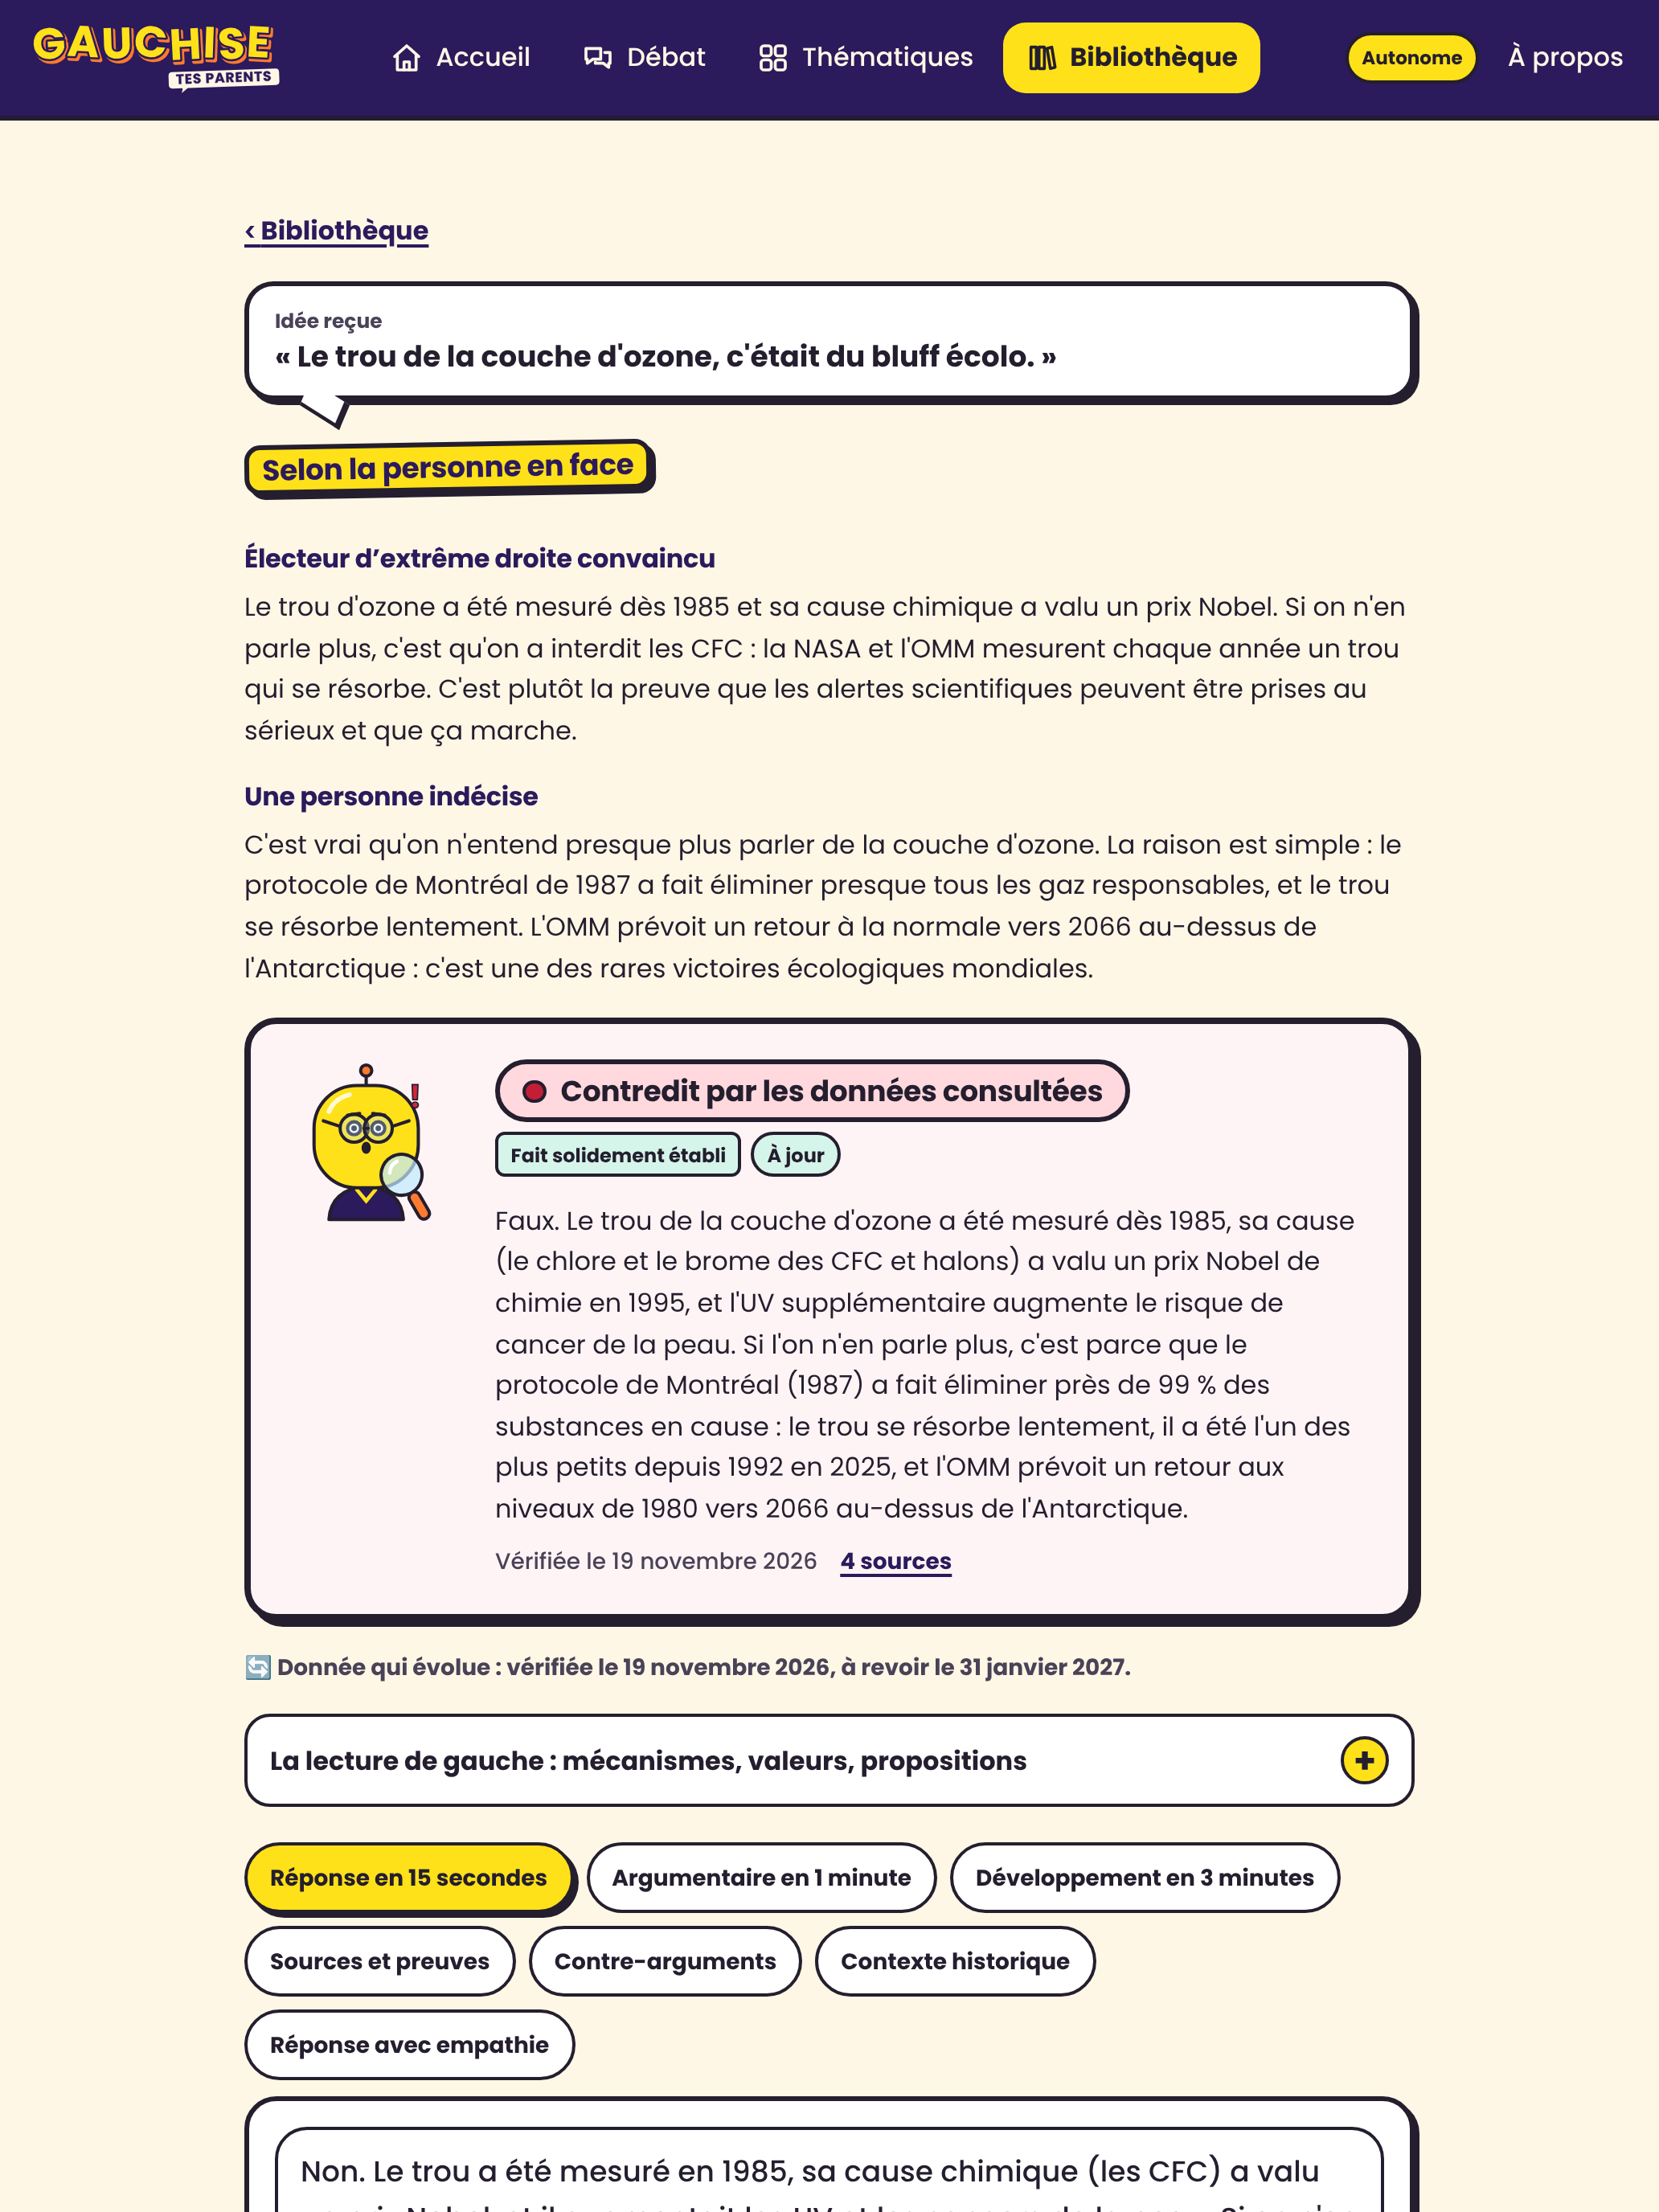 GAUCHISE
TES PARENTS
Accueil
Débat
Thématiques
Bibliothèque
Autonome
À propos
‹ Bibliothèque
Idée reçue
« Le trou de la couche d'ozone, c'était du bluff écolo. »
Selon la personne en face
Électeur d’extrême droite convaincu
Le trou d'ozone a été mesuré dès 1985 et sa cause chimique a valu un prix Nobel. Si on n'en
parle plus, c'est qu'on a interdit les CFC : la NASA et l'OMM mesurent chaque année un trou
qui se résorbe. C'est plutôt la preuve que les alertes scientifiques peuvent être prises au
sérieux et que ça marche.
Une personne indécise
C'est vrai qu'on n'entend presque plus parler de la couche d'ozone. La raison est simple : le
protocole de Montréal de 1987 a fait éliminer presque tous les gaz responsables, et le trou
se résorbe lentement. L'OMM prévoit un retour à la normale vers 2066 au-dessus de
l'Antarctique : c'est une des rares victoires écologiques mondiales.
!
Contredit par les données consultées
Fait solidement établi
À jour
Faux. Le trou de la couche d'ozone a été mesuré dès 1985, sa cause
(le chlore et le brome des CFC et halons) a valu un prix Nobel de
chimie en 1995, et l'UV supplémentaire augmente le risque de
cancer de la peau. Si l'on n'en parle plus, c'est parce que le
protocole de Montréal (1987) a fait éliminer près de 99 % des
substances en cause : le trou se résorbe lentement, il a été l'un des
plus petits depuis 1992 en 2025, et l'OMM prévoit un retour aux
niveaux de 1980 vers 2066 au-dessus de l'Antarctique.
Vérifiée le 19 novembre 2026 4 sources
Donnée qui évolue : vérifiée le 19 novembre 2026, à revoir le 31 janvier 2027.
La lecture de gauche : mécanismes, valeurs, propositions
+
Réponse en 15 secondes
Argumentaire en 1 minute
Développement en 3 minutes
Sources et preuves
Contre-arguments
Contexte historique
Réponse avec empathie
Non. Le trou a été mesuré en 1985, sa cause chimique (les CFC) a valu